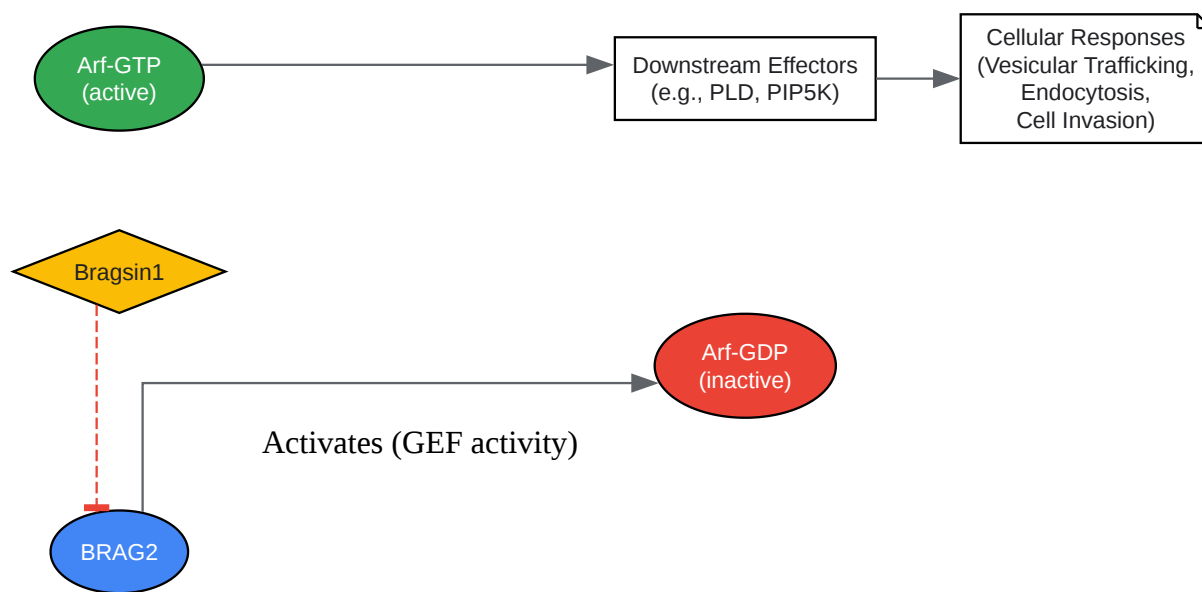 Arf-GTP
(active)
Downstream Effectors
(e.g., PLD, PIP5K)
Cellular Responses
(Vesicular Trafficking,
Endocytosis,
Cell Invasion)
Bragsin1
Arf-GDP
(inactive)
Activates (GEF activity)
BRAG2